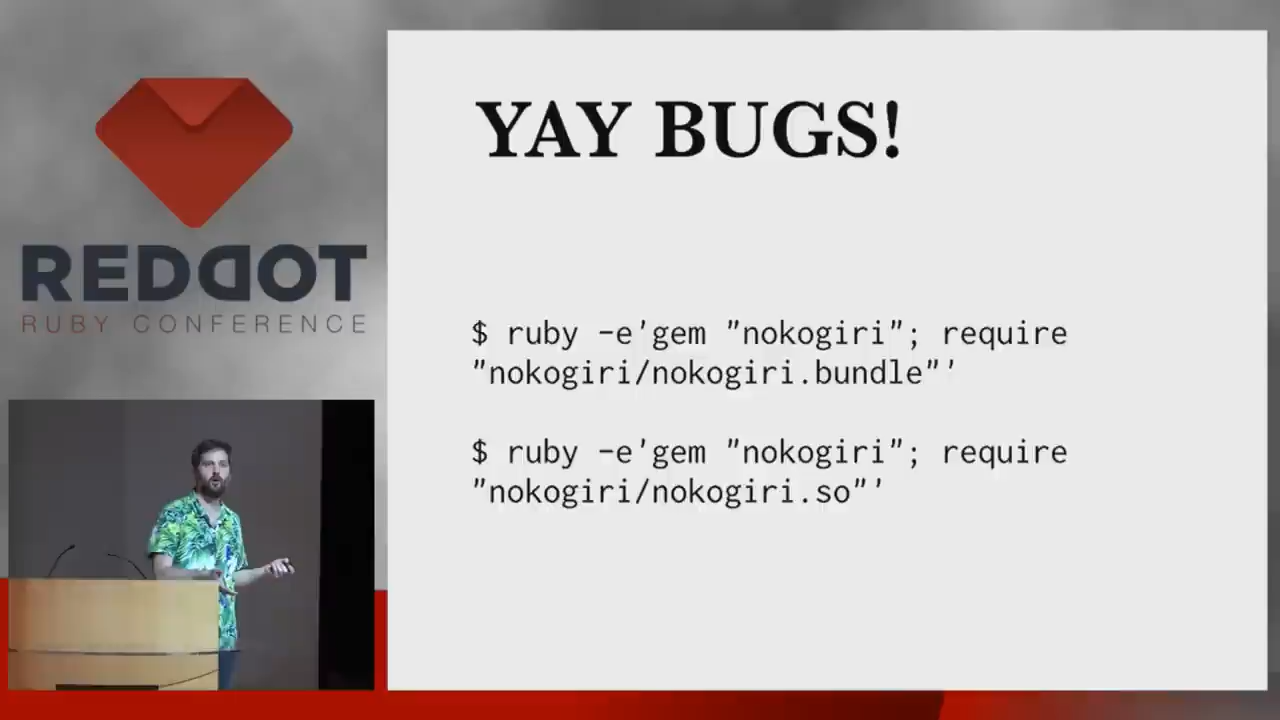 REDDOT
RUBY CONFERENCE
YAY BUGS!
$ ruby -e'gem "nokogiri"; require
"nokogiri/nokogiri.bundle"'
$ ruby -e'gem "nokogiri"; require
"nokogiri/nokogiri.so"'